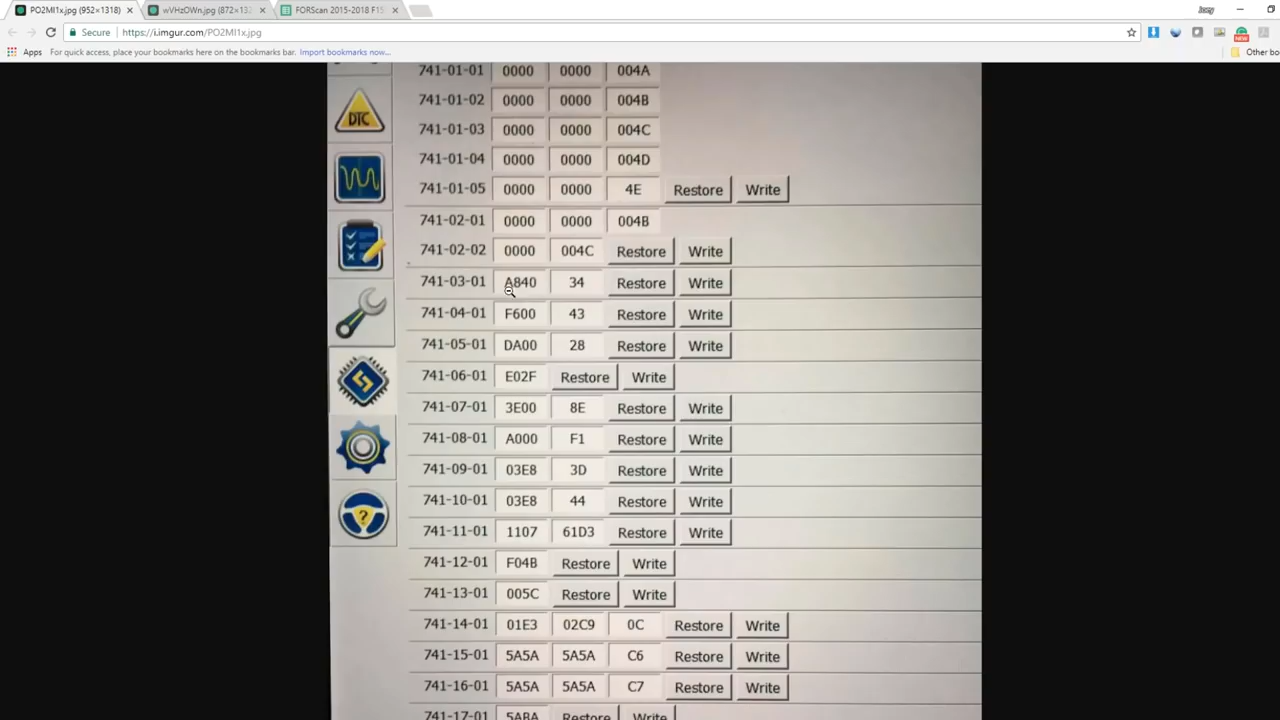 PO2MI1x.jpg (952×1318)
wVHzOWn.jpg (872×13
FORScan 2015-2018 F15
Joey
Secure
https://i.imgur.com/PO2MI1x.jpg
NEW
Apps
For quick access, place your bookmarks here on the bookmarks bar. Import bookmarks now...
Other bo
741-01-01 0000 0000 004A
741-01-02 0000 0000 004B
DTC
741-01-03 0000 0000 004C
741-01-04 0000 0000 004D
741-01-05 0000 0000 4E Restore Write
741-02-01 0000 0000 004B
741-02-02 0000 004C Restore Write
741-03-01 A840 34 Restore Write
741-04-01 F600 43 Restore Write
741-05-01 DA00 28 Restore Write
741-06-01 E02F Restore Write
741-07-01 3E00 8E Restore Write
741-08-01 A000 F1 Restore Write
741-09-01 03E8 3D Restore Write
741-10-01 03E8 44 Restore Write
?
741-11-01 1107 61D3 Restore Write
741-12-01 F04B Restore Write
741-13-01 005C Restore Write
741-14-01 01E3 02C9 0C Restore Write
741-15-01 5A5A 5A5A C6 Restore Write
741-16-01 5A5A 5A5A C7 Restore Write
741-17-01 5ABA Restore Write